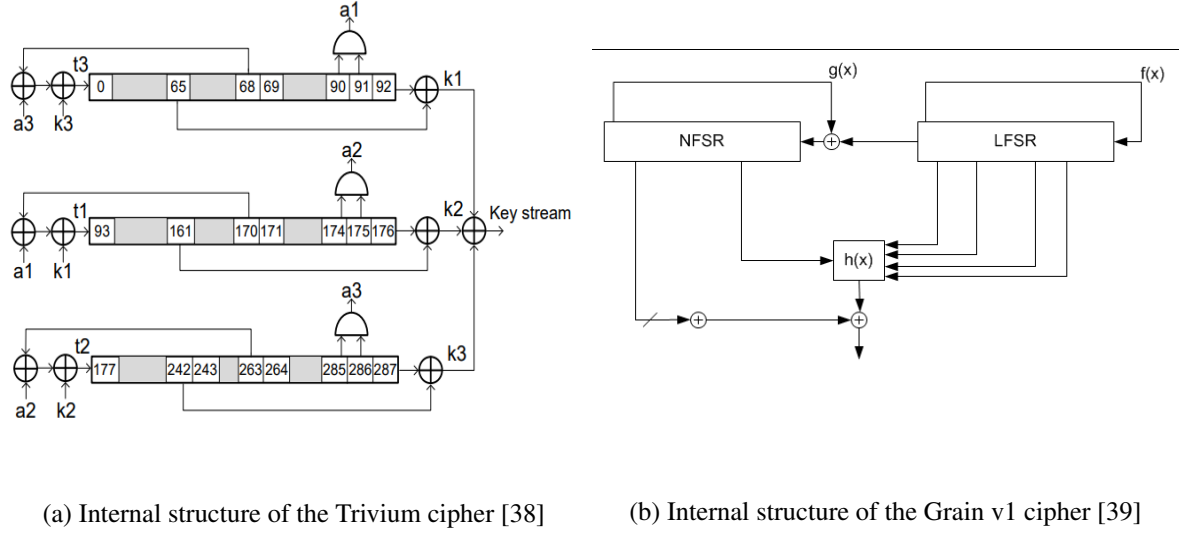 a1
t3
0 65 68 69 90 91 92
k1
a3 k3
a2
t1
93 161 170 171 174 175 176
k2
Key stream
a1 k1
a3
t2
177 242 243 263 264 285 286 287
k3
a2 k2
(a) Internal structure of the Trivium cipher [38]
g(x)
f(x)
NFSR
LFSR
h(x)
(b) Internal structure of the Grain v1 cipher [39]